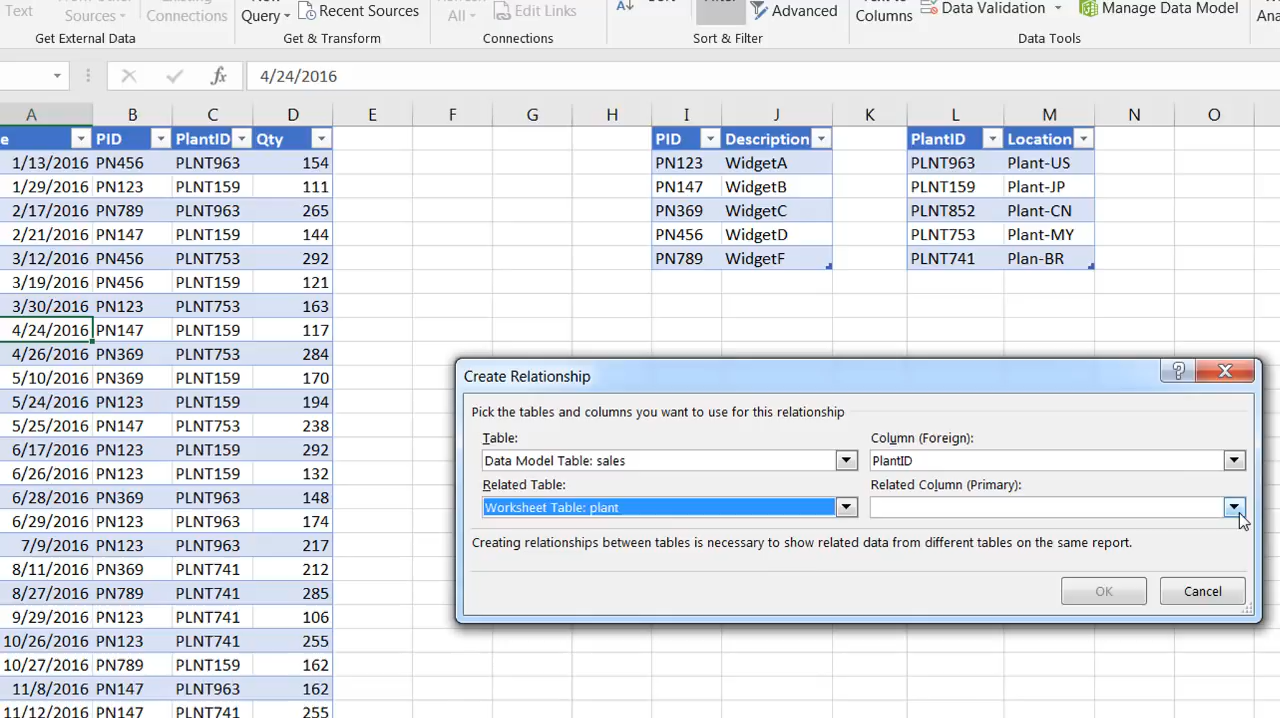 Text Sources Existing Connections New Query Recent Sources Refresh All Edit Links Sort Filter Advanced Text to Columns Data Validation Manage Data Model
Get External Data Get & Transform Connections Sort & Filter Data Tools
fx 4/24/2016
A B C D E F G H I J K L M N O
e PID PlantID Qty PID Description PlantID Location
1/13/2016 PN456 PLNT963 154 PN123 WidgetA PLNT963 Plant-US
1/29/2016 PN123 PLNT159 111 PN147 WidgetB PLNT159 Plant-JP
2/17/2016 PN789 PLNT963 265 PN369 WidgetC PLNT852 Plant-CN
2/21/2016 PN147 PLNT159 144 PN456 WidgetD PLNT753 Plant-MY
3/12/2016 PN456 PLNT753 292 PN789 WidgetF PLNT741 Plan-BR
3/19/2016 PN456 PLNT159 121
3/30/2016 PN123 PLNT753 163
4/24/2016 PN147 PLNT159 117
4/26/2016 PN369 PLNT753 284
5/10/2016 PN369 PLNT159 170
5/24/2016 PN123 PLNT159 194
5/25/2016 PN147 PLNT753 238
6/17/2016 PN123 PLNT963 292
6/26/2016 PN123 PLNT159 132
6/28/2016 PN369 PLNT963 148
6/29/2016 PN123 PLNT963 174
7/9/2016 PN123 PLNT963 217
8/11/2016 PN369 PLNT741 212
8/27/2016 PN789 PLNT741 285
9/29/2016 PN123 PLNT741 106
10/26/2016 PN123 PLNT741 255
10/27/2016 PN789 PLNT159 162
11/8/2016 PN147 PLNT963 162
11/12/2016 PN147 PLNT741 255
Create Relationship
Pick the tables and columns you want to use for this relationship
Table: Column (Foreign):
Data Model Table: sales PlantID
Related Table: Related Column (Primary):
Worksheet Table: plant
Creating relationships between tables is necessary to show related data from different tables on the same report.
OK Cancel